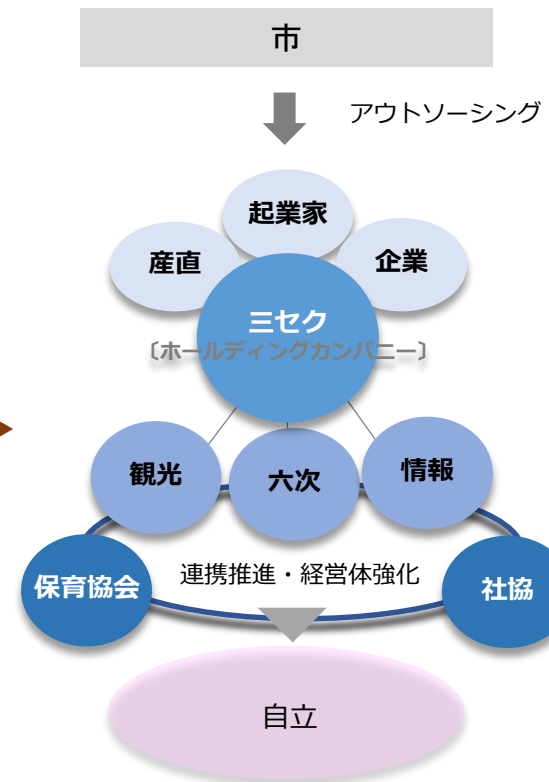 市
アウトソーシング
起業家
産直
企業
三セク
〔ホールディングカンパニー〕
観光
六次
情報
保育協会
連携推進・経営体強化
社協
自立